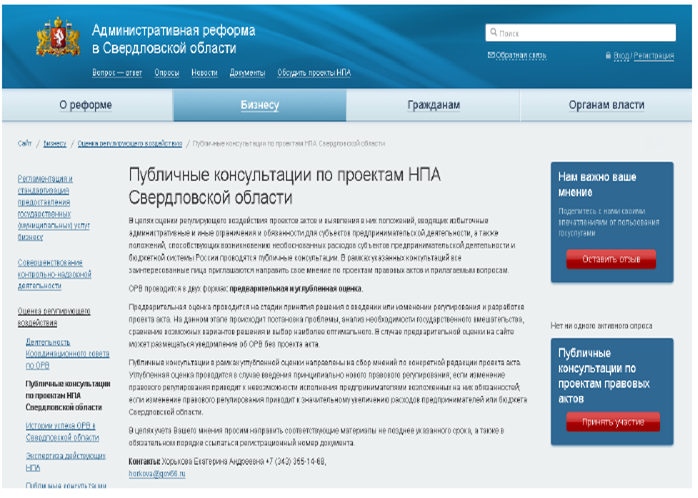 Административная реформа
в Свердловской области
Поиск
Обратная связь
Вход / Регистрация
Вопрос — ответ Опросы Новости Документы Обсудить проекты НПА
О реформе Бизнесу Гражданам Органам власти
Сайт / Бизнесу / Оценка регулирующего воздействия / Публичные консультации по проектам НПА Свердловской области
Регламентация и
стандартизация
предоставления
государственных
(муниципальных) услуг
бизнесу
Совершенствование
контрольно-надзорной
деятельности
Оценка регулирующего
воздействия
Деятельность
Координационного совета
по ОРВ
Публичные консультации
по проектам НПА
Свердловской области
Истории успеха ОРВ в
Свердловской области
Экспертиза действующих
НПА
Публичные консультации
Публичные консультации по проектам НПА
Свердловской области
В целях оценки регулирующего воздействия проектов актов и выявления в них положений, вводящих избыточные
административные и иные ограничения и обязанности для субъектов предпринимательской деятельности, а также
положений, способствующих возникновению необоснованных расходов субъектов предпринимательской деятельности и
бюджетной системы России проводятся публичные консультации. В рамках указанных консультаций все
заинтересованные лица приглашаются направить свое мнение по проектам правовых актов и прилагаемым вопросам.
ОРВ проводится в двух формах: предварительная и углубленная оценка.
Предварительная оценка проводится на стадии принятия решения о введении или изменении регулирования и разработке
проекта акта. На данном этапе происходит постановка проблемы, анализ необходимости государственного вмешательства,
сравнение возможных вариантов решения и выбор наиболее оптимального. В случае предварительной оценки на сайте
может размещаться уведомление об ОРВ без проекта акта.
Публичные консультации в рамках углубленной оценки направлены на сбор мнений по конкретной редакции проекта акта.
Углубленная оценка проводится в случае введения принципиально нового правового регулирования; если изменение
правового регулирования приводит к невозможности исполнения предпринимателями возложенных на них обязанностей;
если изменение правового регулирования приводит к значительному увеличению расходов предпринимателей или бюджета
Свердловской области.
В целях учета Вашего мнения просим направить соответствующие материалы не позднее указанного срока, а также в
обязательном порядке ссылаться регистрационный номер документа.
Контакты: Хорькова Екатерина Андреевна +7 (343) 355-14-68,
horkova@gov66.ru
Нам важно ваше
мнение
Поделитесь с нами своими
впечатлениями от пользования
госуслугами
Оставить отзыв
Нет ни одного активного опроса
Публичные
консультации по
проектам правовых
актов
Принять участие